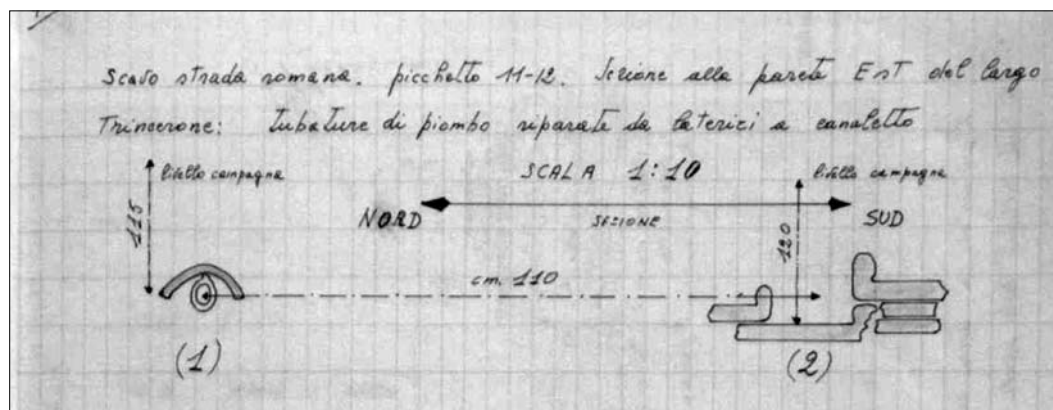 Scavo strada romana. picchetto 11-12. Sezione alla parete EST del largo
Trincerone: Tubature di piombo riparate da laterizi a canaletto
livello campagna
SCALA 1:10
livello campagna
115
NORD
SEZIONE
120
SUD
cm. 110
(1)
(2)